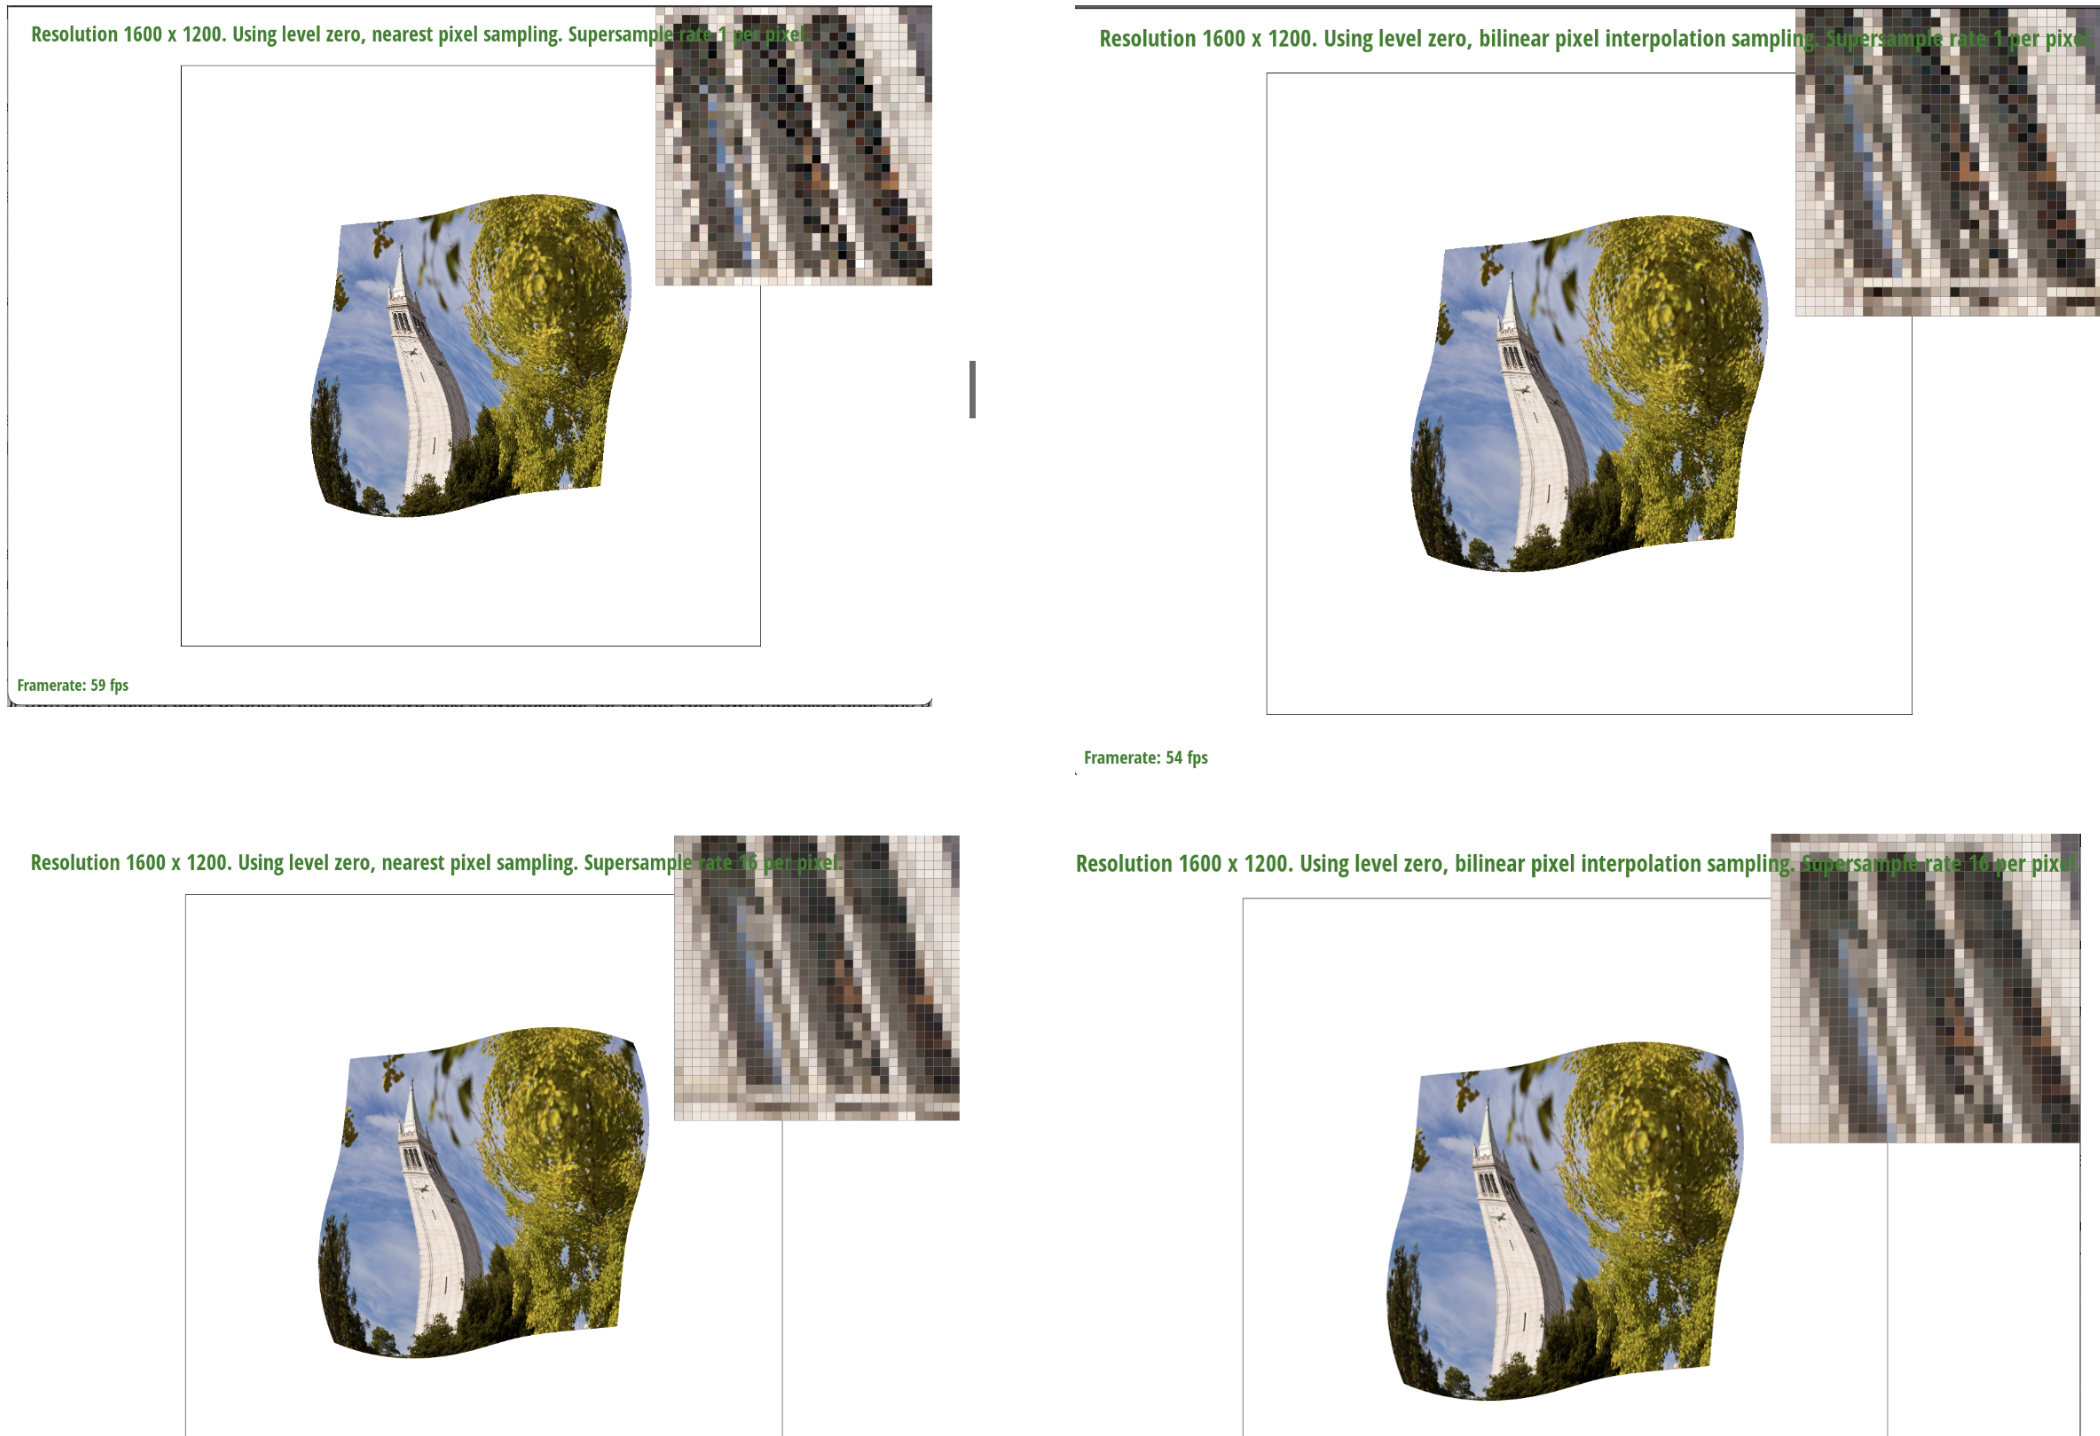 Resolution 1600 x 1200. Using level zero, nearest pixel sampling. Supersample rate 1 per pixel.
Framerate: 59 fps
Resolution 1600 x 1200. Using level zero, bilinear pixel interpolation sampling. Supersample rate 1 per pixel
Framerate: 54 fps
Resolution 1600 x 1200. Using level zero, nearest pixel sampling. Supersample rate 16 per pixel.
Resolution 1600 x 1200. Using level zero, bilinear pixel interpolation sampling. Supersample rate 16 per pixel.